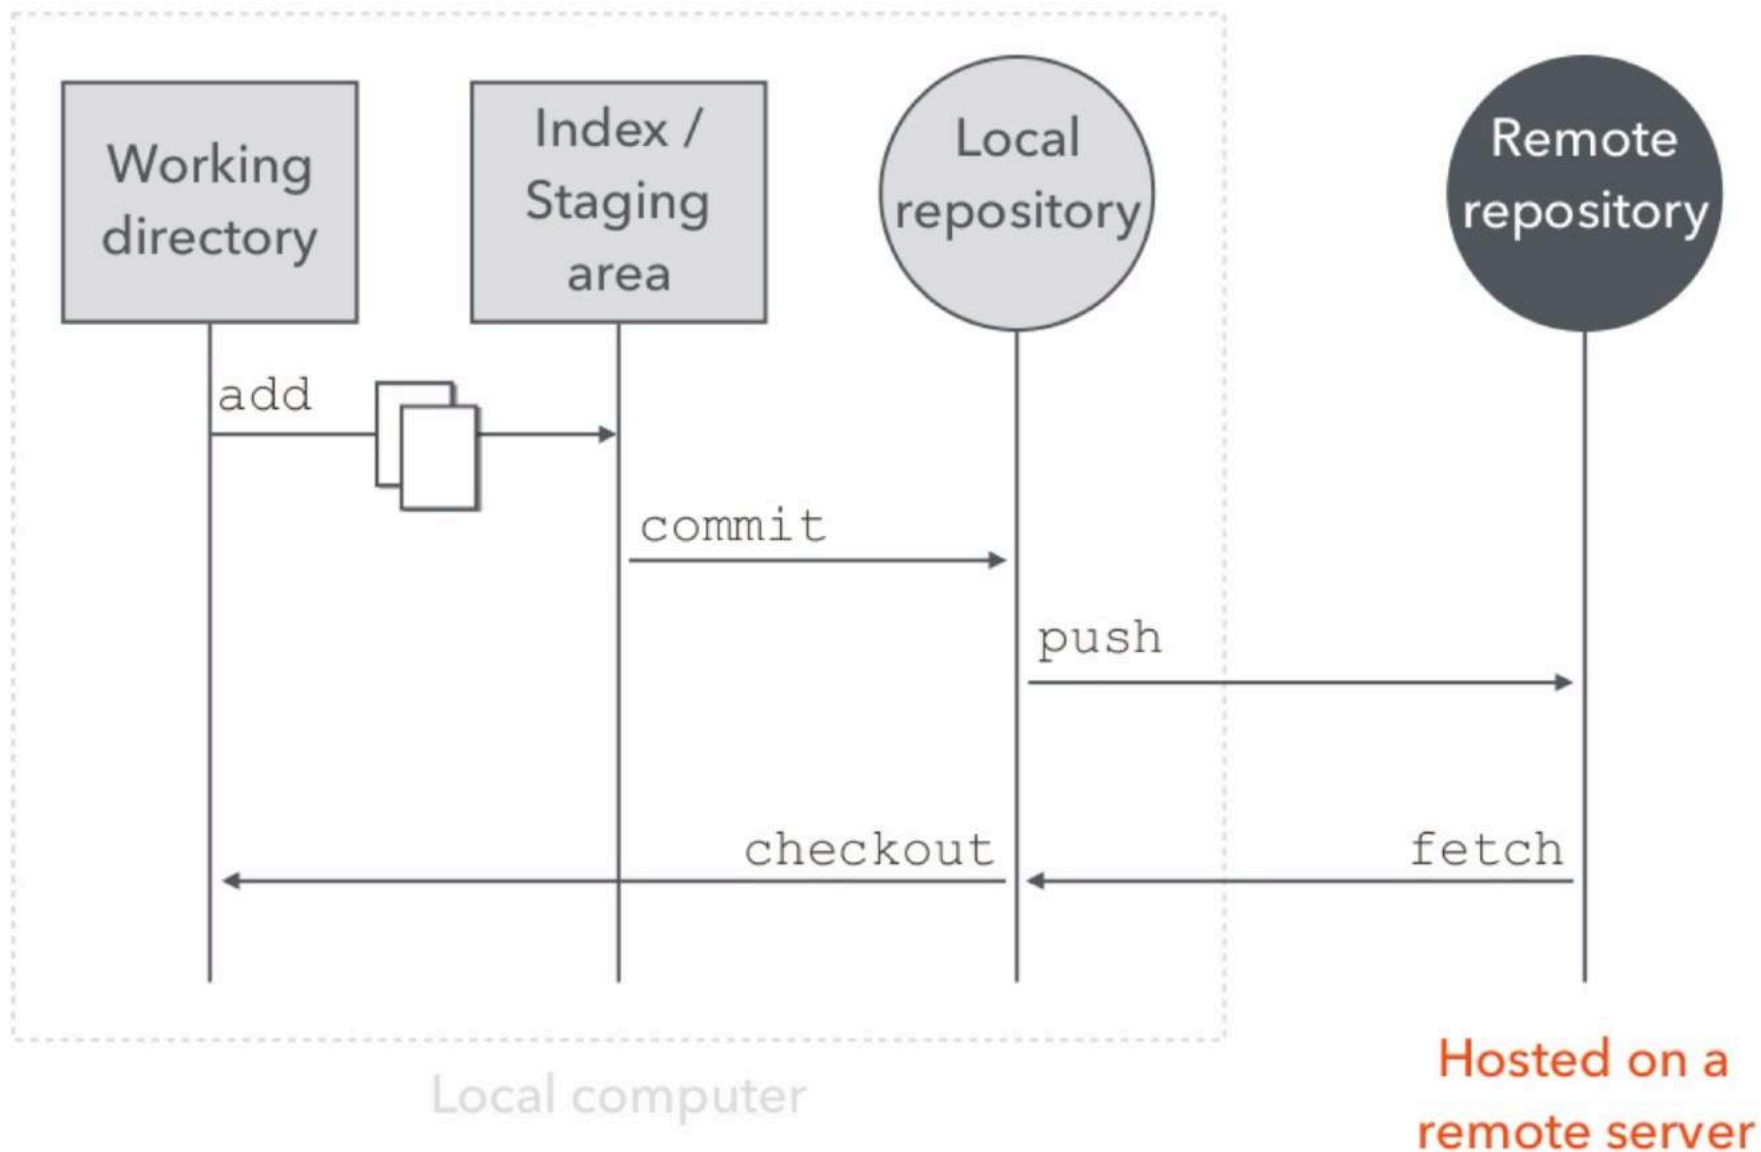 Working
directory
Index /
Staging
area
Local
repository
Remote
repository
add
commit
push
checkout
fetch
Local computer
Hosted on a
remote server